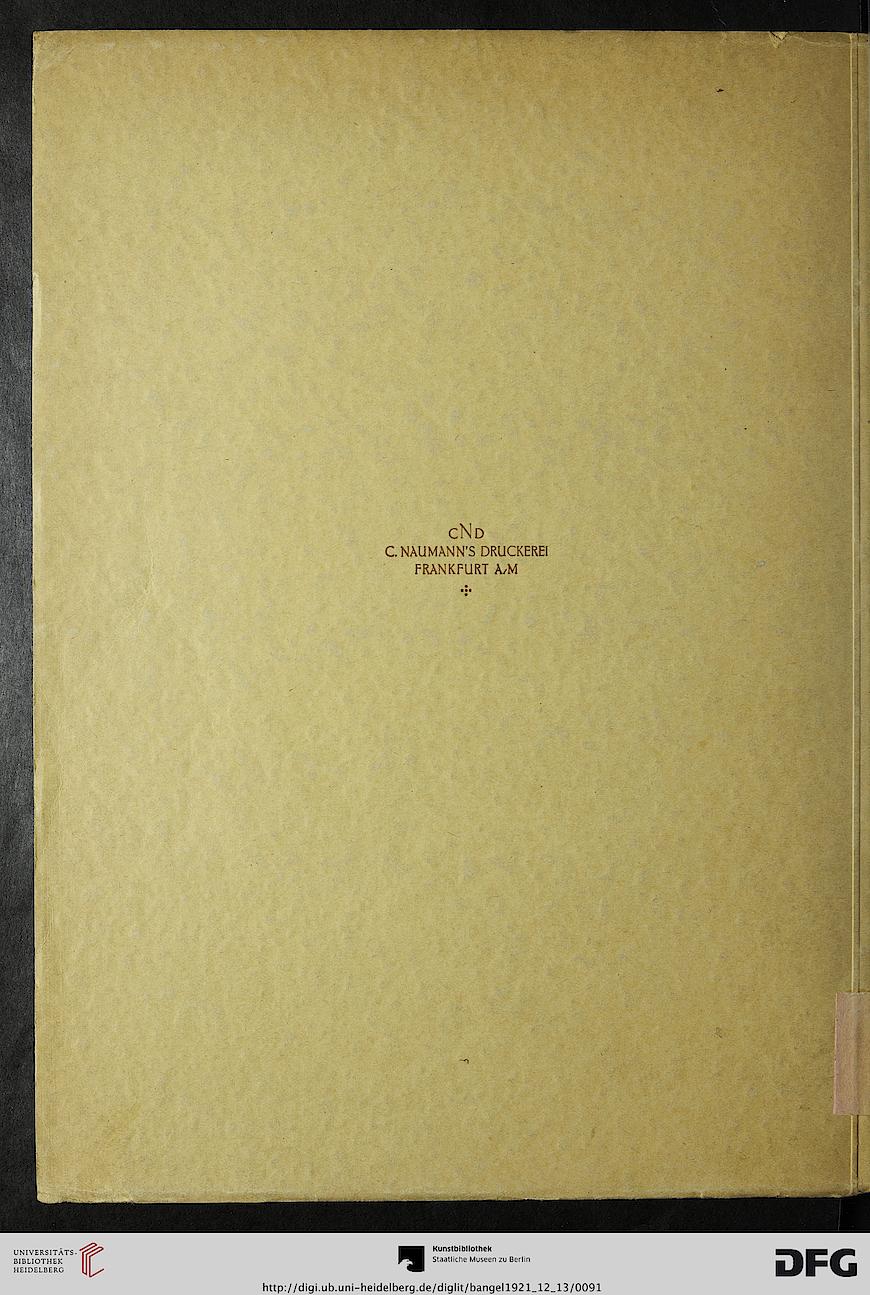 CND
C. NAUMANN'S DRUCKEREI
FRANKFURT A/M
UNIVERSITÄTS-
BIBLIOTHEK
HEIDELBERG
Kunstbibliothek
Staatliche Museen zu Berlin
DFG
http://digi.ub.uni-heidelberg.de/diglit/bangel1921_12_13/0091